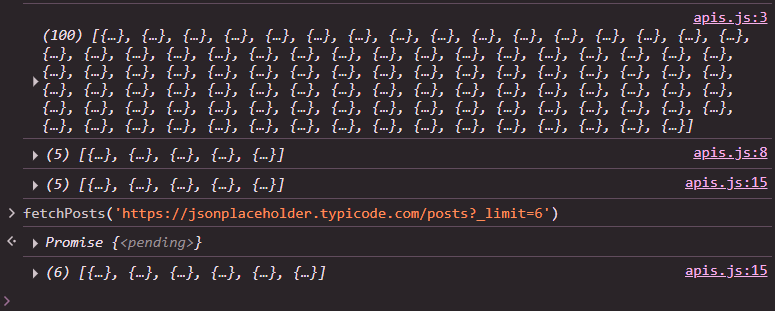 apis.js:3
(100) [{…}, {…}, {…}, {…}, {…}, {…}, {…}, {…}, {…}, {…}, {…}, {…}, {…}, {…}, {…}, {…},
{…}, {…}, {…}, {…}, {…}, {…}, {…}, {…}, {…}, {…}, {…}, {…}, {…}, {…}, {…}, {…}, {…},
{…}, {…}, {…}, {…}, {…}, {…}, {…}, {…}, {…}, {…}, {…}, {…}, {…}, {…}, {…}, {…}, {…},
{…}, {…}, {…}, {…}, {…}, {…}, {…}, {…}, {…}, {…}, {…}, {…}, {…}, {…}, {…}, {…}, {…},
{…}, {…}, {…}, {…}, {…}, {…}, {…}, {…}, {…}, {…}, {…}, {…}, {…}, {…}, {…}, {…}, {…},
{…}, {…}, {…}, {…}, {…}, {…}, {…}, {…}, {…}, {…}, {…}, {…}, {…}, {…}, {…}, {…}]
(5) [{…}, {…}, {…}, {…}, {…}] apis.js:8
(5) [{…}, {…}, {…}, {…}, {…}] apis.js:15
fetchPosts('https://jsonplaceholder.typicode.com/posts?_limit=6')
Promise {<pending>}
(6) [{…}, {…}, {…}, {…}, {…}, {…}] apis.js:15